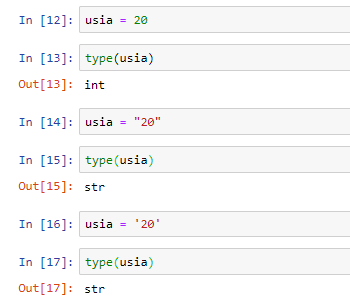 In [12]: usia = 20
In [13]: type(usia)
Out[13]: int
In [14]: usia = "20"
In [15]: type(usia)
Out[15]: str
In [16]: usia = '20'
In [17]: type(usia)
Out[17]: str